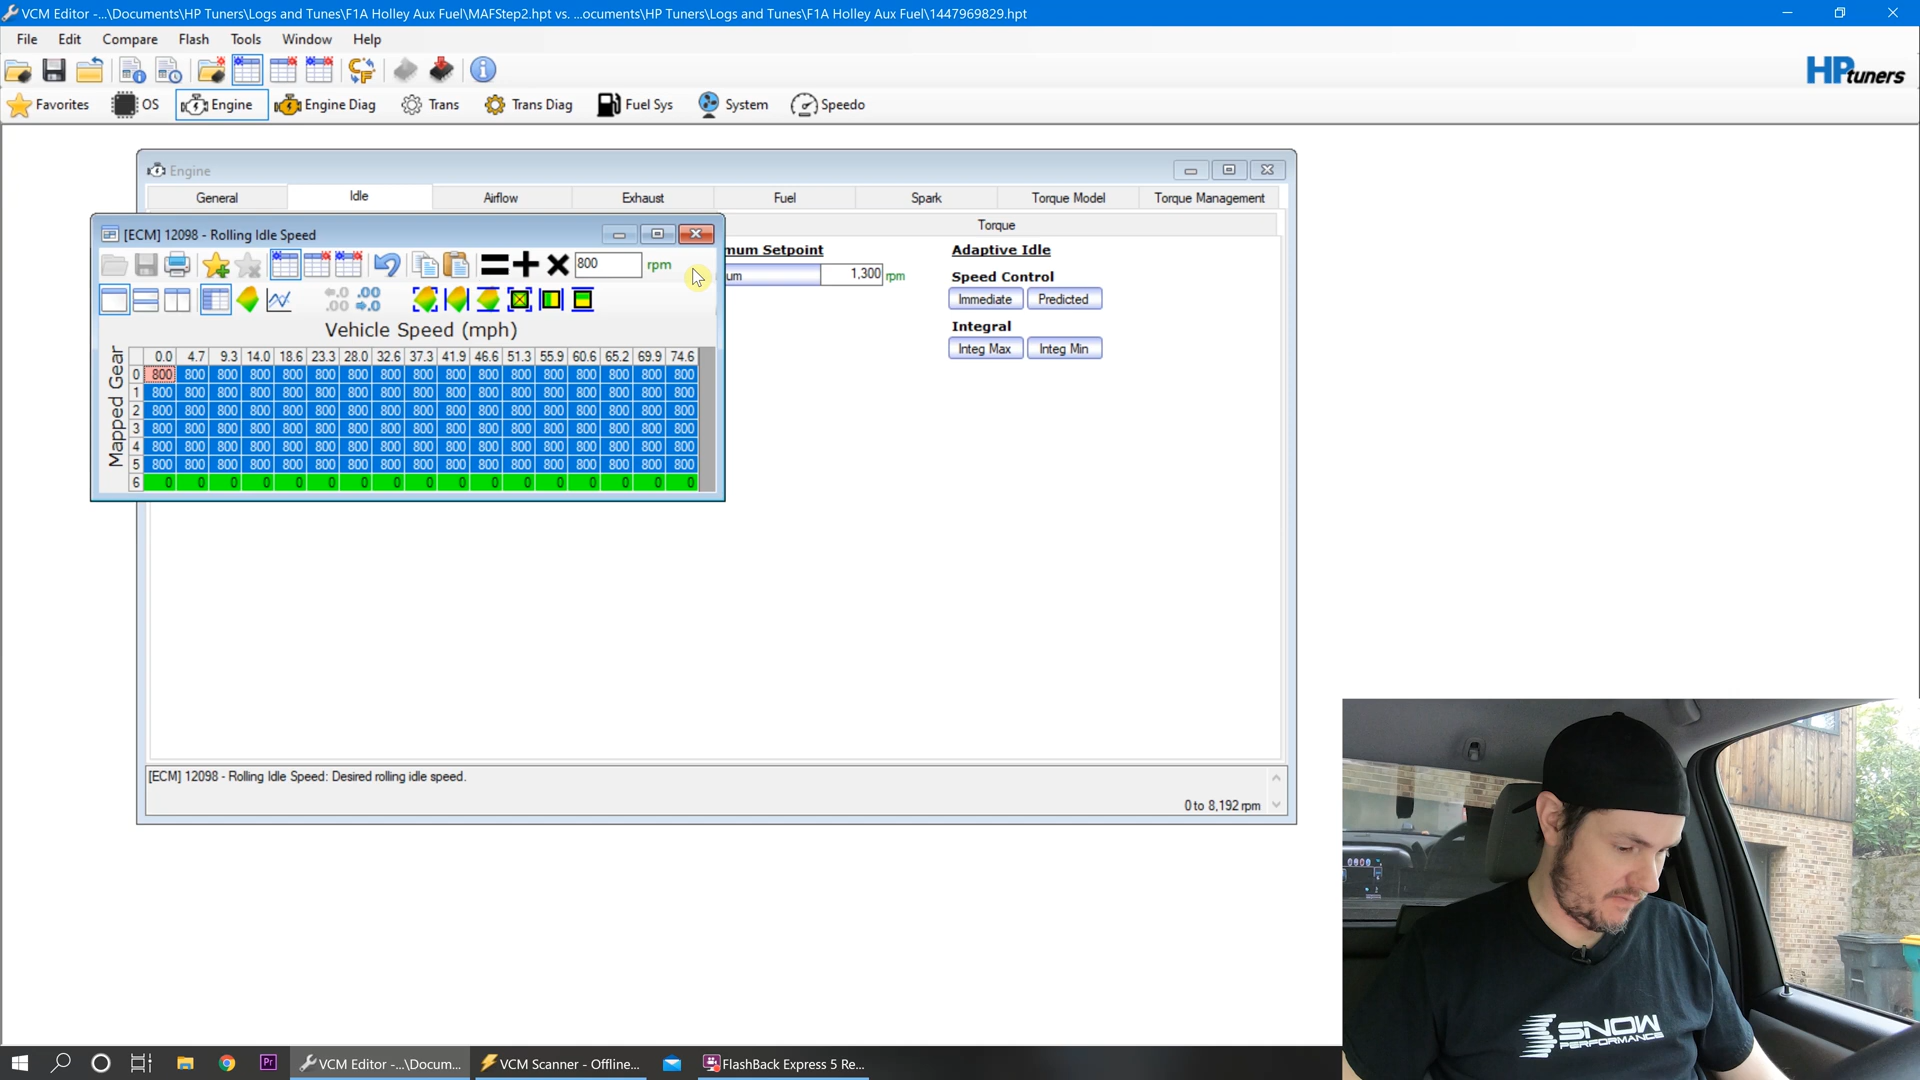 VCM Editor -...\Documents\HP Tuners\Logs and Tunes\F1A Holley Aux Fuel\MAFStep2.hpt vs. ...ocuments\HP Tuners\Logs and Tunes\F1A Holley Aux Fuel\1447969829.hpt
File Edit Compare Flash Tools Window Help
HPtuners
Favorites OS Engine Engine Diag Trans Trans Diag Fuel Sys System Speedo
Engine
General Idle Airflow Exhaust Fuel Spark Torque Model Torque Management
Torque
[ECM] 12098 - Rolling Idle Speed
mum Setpoint
um 1,300 rpm
Adaptive Idle
Speed Control
Immediate Predicted
Integral
Integ Max Integ Min
800 rpm
Vehicle Speed (mph)
Mapped Gear
0.0 4.7 9.3 14.0 18.6 23.3 28.0 32.6 37.3 41.9 46.6 51.3 55.9 60.6 65.2 69.9 74.6
0 800 800 800 800 800 800 800 800 800 800 800 800 800 800 800 800 800
1 800 800 800 800 800 800 800 800 800 800 800 800 800 800 800 800 800
2 800 800 800 800 800 800 800 800 800 800 800 800 800 800 800 800 800
3 800 800 800 800 800 800 800 800 800 800 800 800 800 800 800 800 800
4 800 800 800 800 800 800 800 800 800 800 800 800 800 800 800 800 800
5 800 800 800 800 800 800 800 800 800 800 800 800 800 800 800 800 800
6 0 0 0 0 0 0 0 0 0 0 0 0 0 0 0 0 0
[ECM] 12098 - Rolling Idle Speed: Desired rolling idle speed.
0 to 8,192 rpm
SNOW
PERFORMANCE
Pr VCM Editor -...\Docum... VCM Scanner - Offline... FlashBack Express 5 Re...